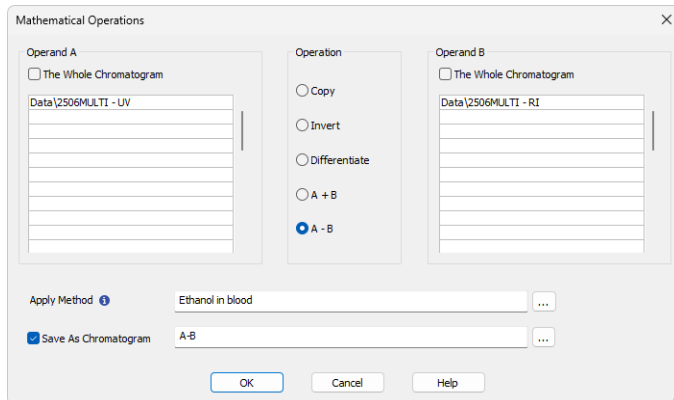 Mathematical Operations
Operand A
The Whole Chromatogram
Data\2506MULTI - UV
Operation
Copy
Invert
Differentiate
A + B
A - B
Operand B
The Whole Chromatogram
Data\2506MULTI - RI
Apply Method
Ethanol in blood
...
Save As Chromatogram
A-B
...
OK
Cancel
Help